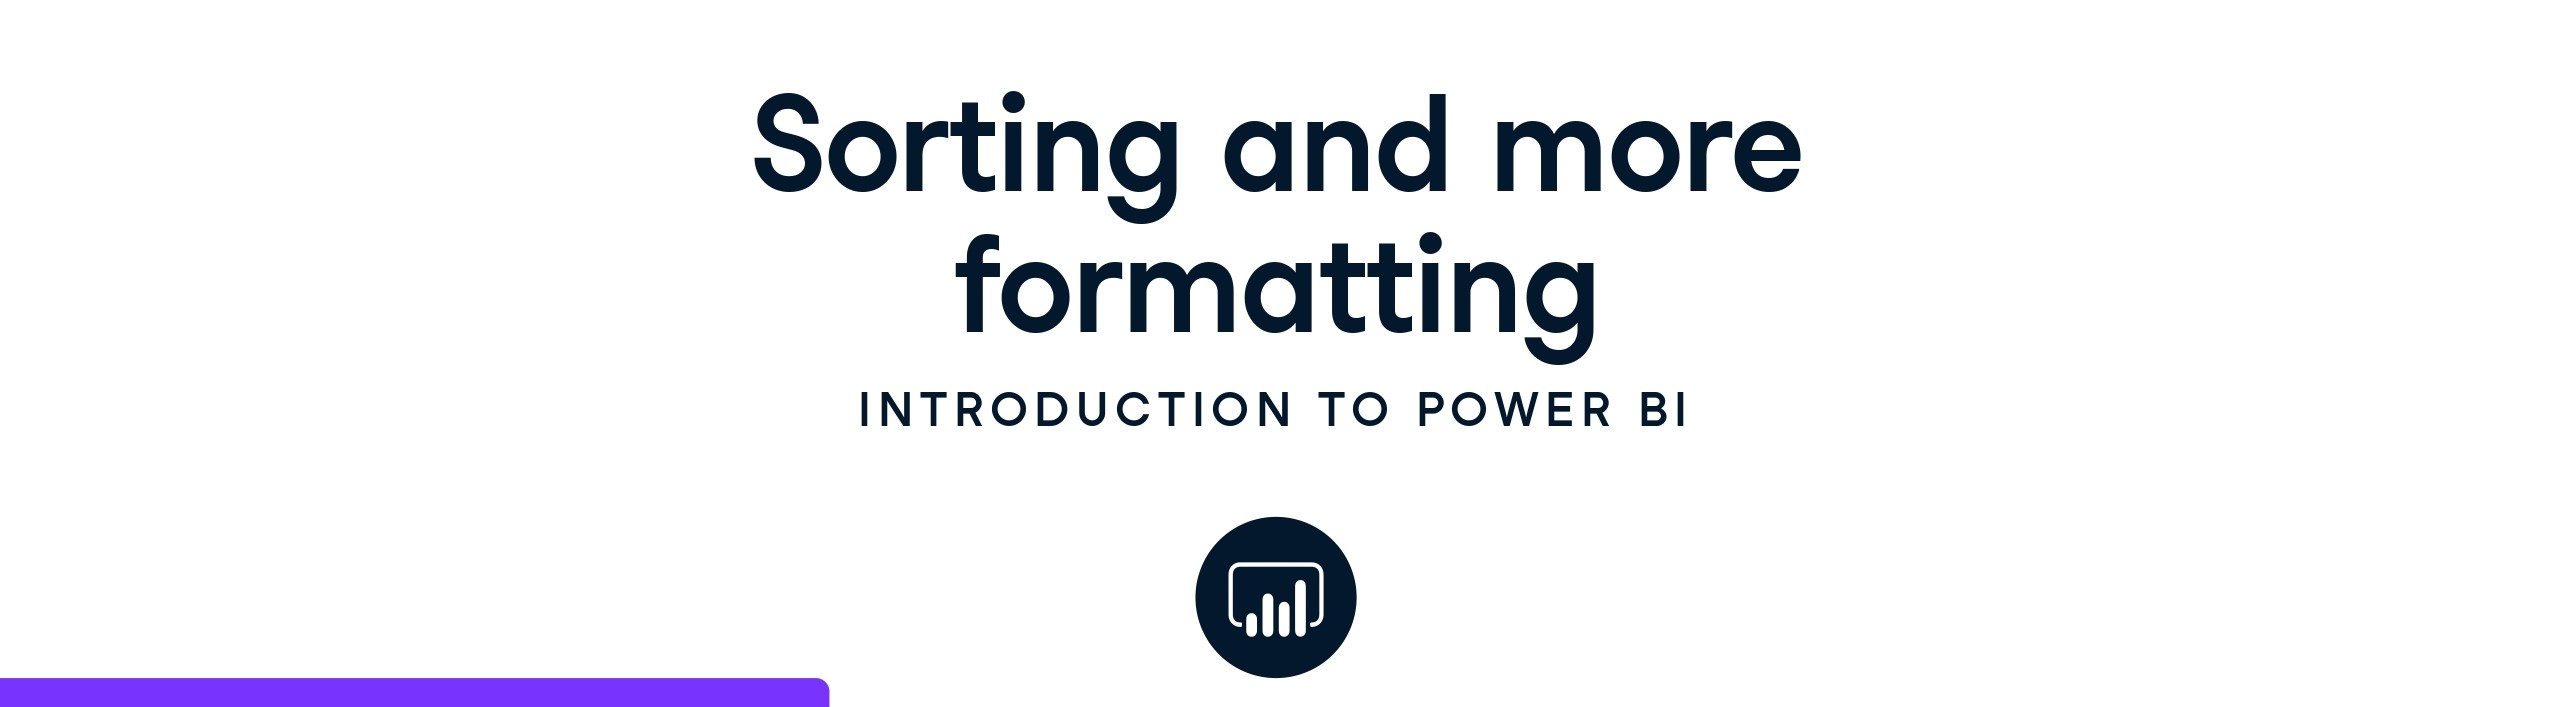 Sorting and more
formatting
INTRODUCTION TO POWER BI